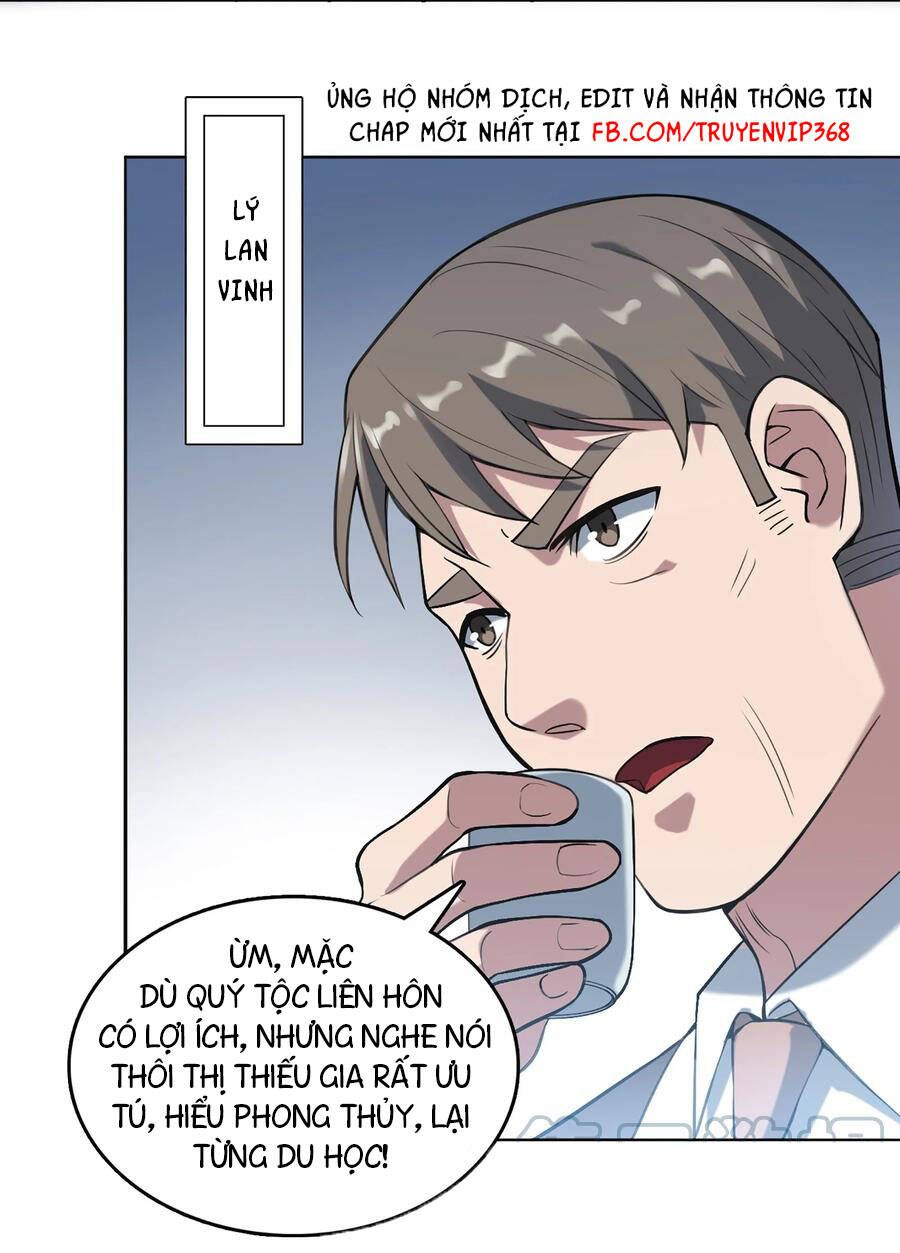 ỦNG HỘ NHÓM DỊCH, EDIT VÀ NHẬN THÔNG TIN
CHAP MỚI NHẤT TẠI FB.COM/TRUYENVIP368
LÝ
LAN
VINH
ỪM, MẶC
DÙ QUÝ TỘC LIÊN HÔN
CÓ LỢI ÍCH, NHƯNG NGHE NÓI
THÔI THỊ THIẾU GIA RẤT ƯU
TÚ, HIỂU PHONG THỦY, LẠI
TỪNG DU HỌC!